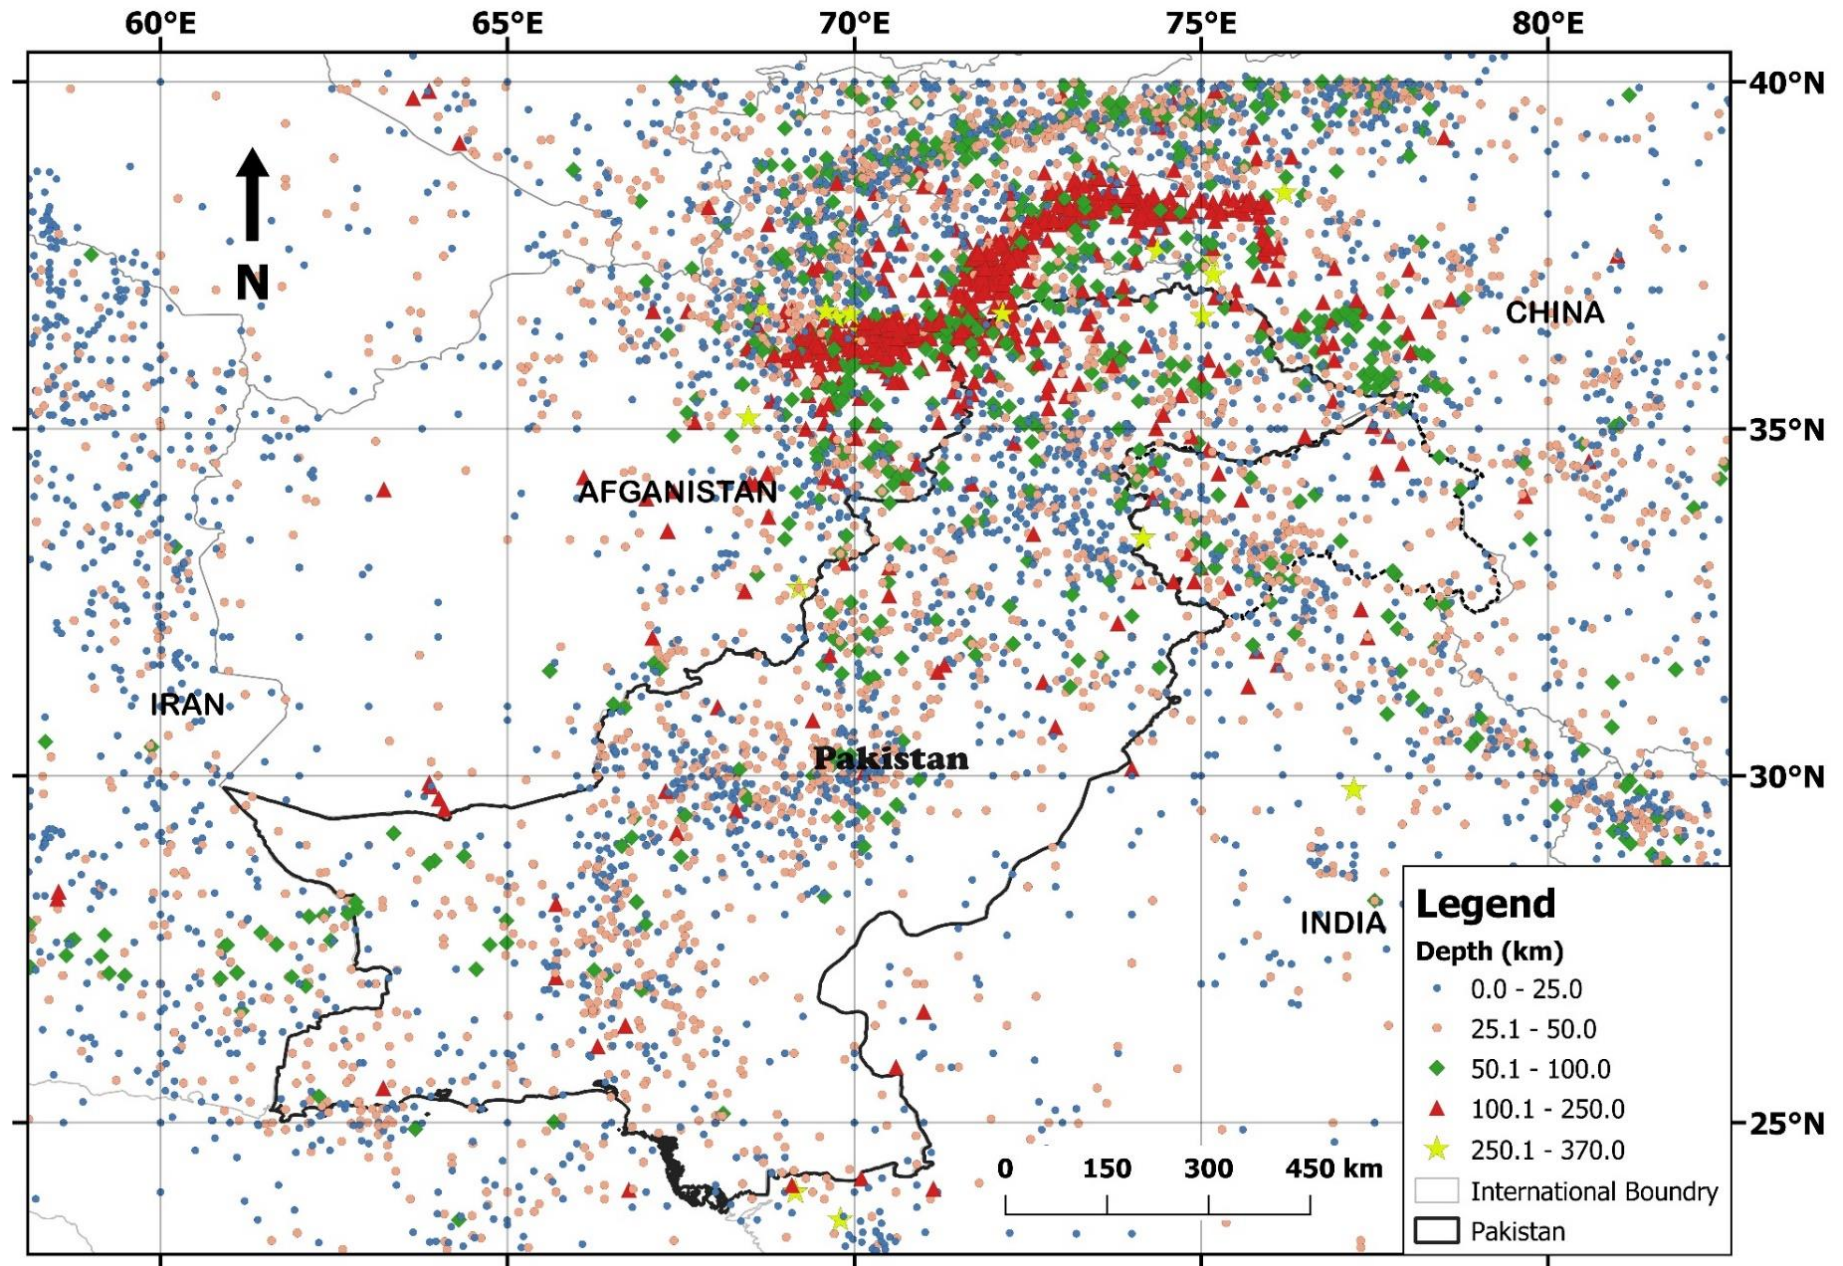 60°E 65°E 70°E 75°E 80°E
40°N
N
CHINA
35°N
AFGANISTAN
IRAN
Pakistan
30°N
Legend
INDIA
Depth (km)
0.0 - 25.0
25.1 - 50.0
50.1 - 100.0
100.1 - 250.0
25°N
250.1 - 370.0
0 150 300 450 km
International Boundry
Pakistan